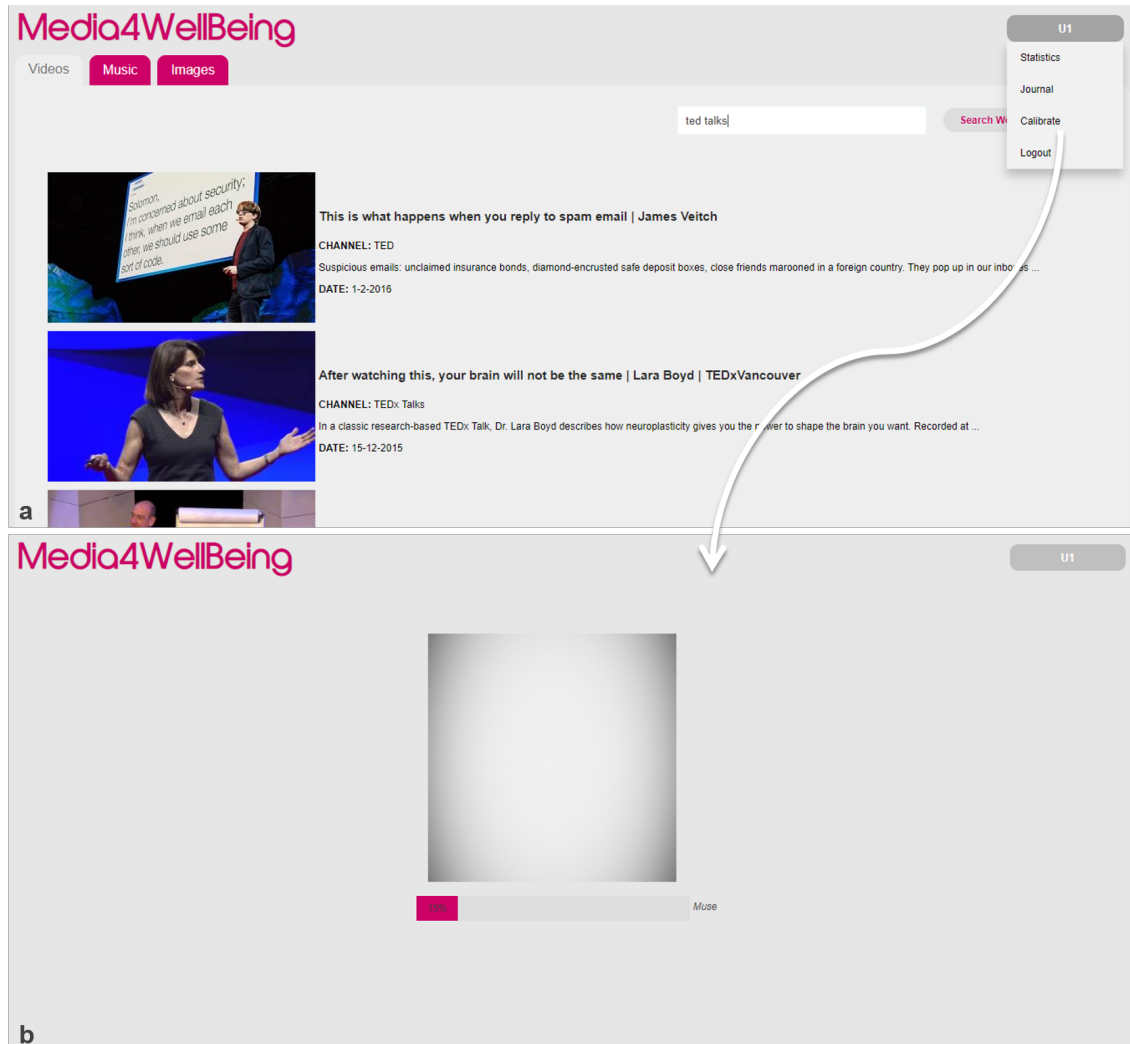 Media4WellBeing
U1
Videos
Music
Images
Statistics
Journal
Calibrate
Logout
ted talks
Search
Solomon,
I'm concerned about security;
I think, when we email each
other, we should use some
sort of code.
This is what happens when you reply to spam email | James Veitch
CHANNEL: TED
Suspicious emails: unclaimed insurance bonds, diamond-encrusted safe deposit boxes, close friends marooned in a foreign country. They pop up in our inboxes ...
DATE: 1-2-2016
After watching this, your brain will not be the same | Lara Boyd | TEDxVancouver
CHANNEL: TEDx Talks
In a classic research-based TEDx Talk, Dr. Lara Boyd describes how neuroplasticity gives you the power to shape the brain you want. Recorded at ...
DATE: 15-12-2015
a
Media4WellBeing
U1
Muse
b